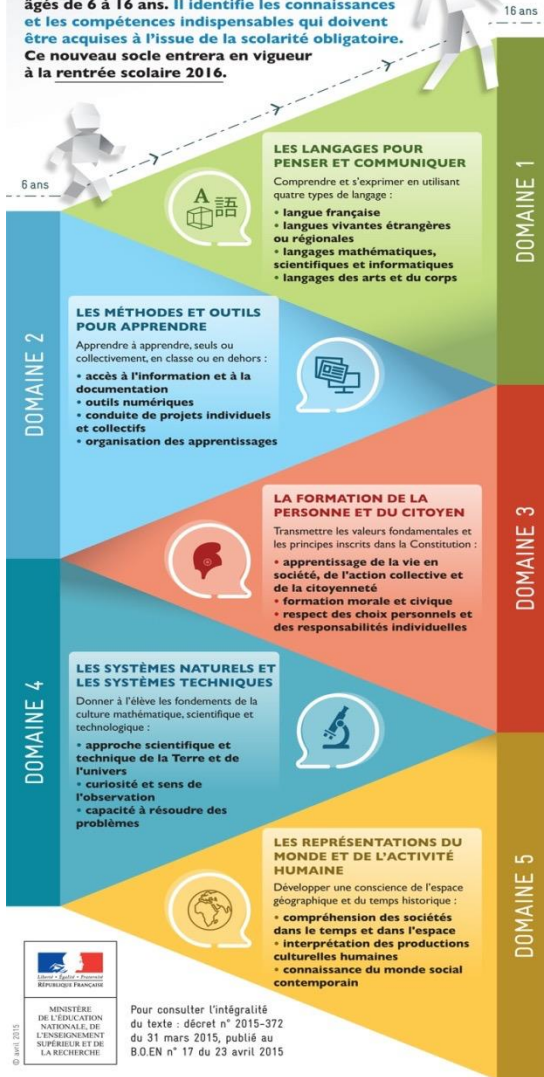 âgés de 6 à 16 ans. Il identifie les connaissances
et les compétences indispensables qui doivent
être acquises à l'issue de la scolarité obligatoire.
Ce nouveau socle entrera en vigueur
à la rentrée scolaire 2016.
16 ans
6 ans
DOMAINE 1
LES LANGAGES POUR
PENSER ET COMMUNIQUER
Comprendre et s'exprimer en utilisant
quatre types de langage :
• langue française
• langues vivantes étrangères
ou régionales
• langages mathématiques,
scientifiques et informatiques
• langages des arts et du corps
A
語
DOMAINE 2
LES MÉTHODES ET OUTILS
POUR APPRENDRE
Apprendre à apprendre, seuls ou
collectivement, en classe ou en dehors :
• accès à l'information et à la
documentation
• outils numériques
• conduite de projets individuels
et collectifs
• organisation des apprentissages
DOMAINE 3
LA FORMATION DE LA
PERSONNE ET DU CITOYEN
Transmettre les valeurs fondamentales et
les principes inscrits dans la Constitution :
• apprentissage de la vie en
société, de l'action collective et
de la citoyenneté
• formation morale et civique
• respect des choix personnels et
des responsabilités individuelles
DOMAINE 4
LES SYSTÈMES NATURELS ET
LES SYSTÈMES TECHNIQUES
Donner à l'élève les fondements de la
culture mathématique, scientifique et
technologique :
• approche scientifique et
technique de la Terre et de
l'univers
• curiosité et sens de
l'observation
• capacité à résoudre des
problèmes
DOMAINE 5
LES REPRÉSENTATIONS DU
MONDE ET DE L'ACTIVITÉ
HUMAINE
Développer une conscience de l'espace
géographique et du temps historique :
• compréhension des sociétés
dans le temps et dans l'espace
• interprétation des productions
culturelles humaines
• connaissance du monde social
contemporain
Liberté • Égalité • Fraternité
RÉPUBLIQUE FRANÇAISE
MINISTÈRE
DE L'ÉDUCATION
NATIONALE, DE
L'ENSEIGNEMENT
SUPÉRIEUR ET DE
LA RECHERCHE
© avril 2015
Pour consulter l'intégralité
du texte : décret n° 2015-372
du 31 mars 2015, publié au
B.O.EN n° 17 du 23 avril 2015